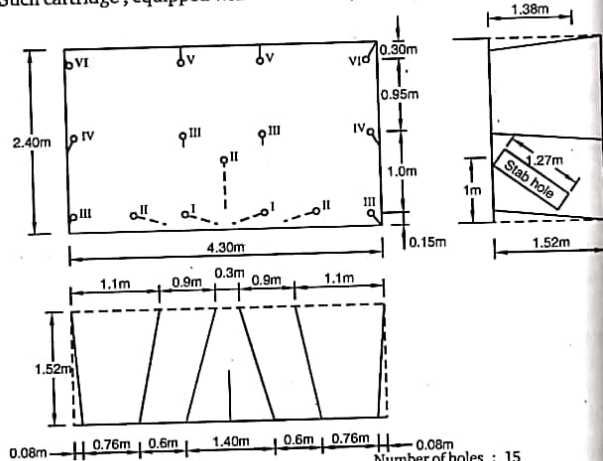 Such cartridge, equipped
1.38m
0.30m
VI V V VI
0.95m
2.40m
IV III III IV
II
1.27m
Stab hole
1m
1.0m
III II I I II III
0.15m
4.30m
1.52m
1.1m 0.9m 0.3m 0.9m 1.1m
1.52m
0.08m 0.76m 0.6m 1.40m 0.6m 0.76m 0.08m
Number of holes : 15